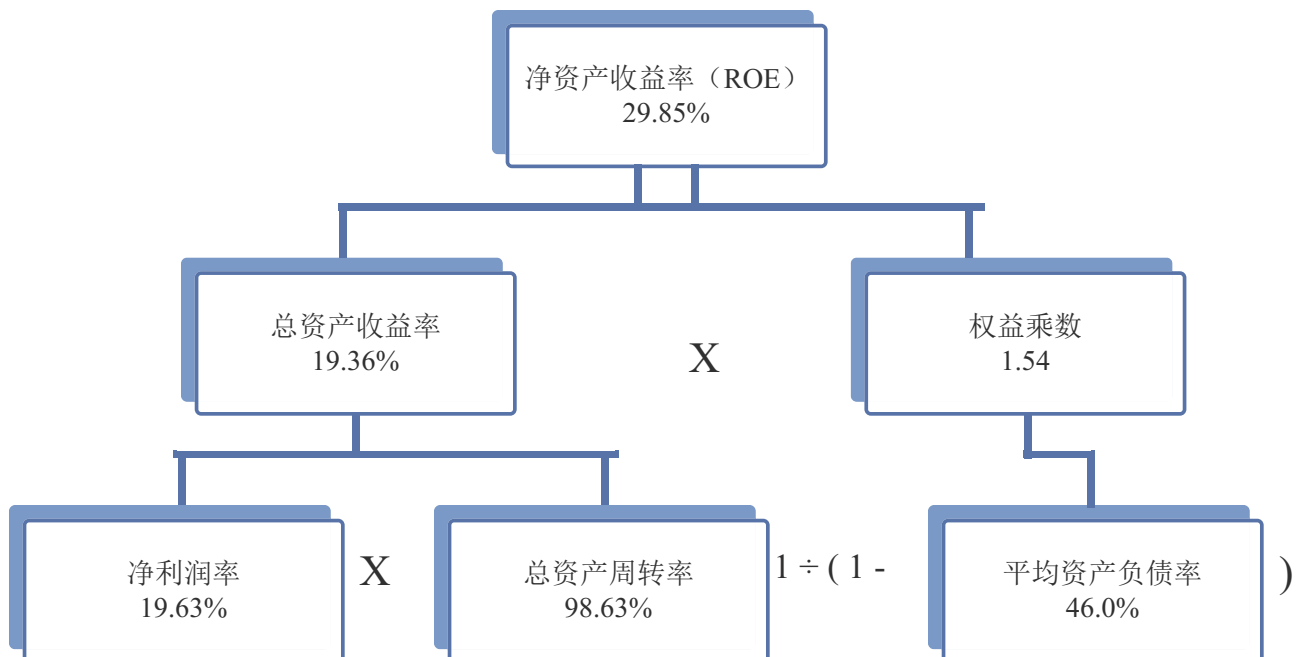 净资产收益率（ROE）
29.85%
总资产收益率
19.36%
X
权益乘数
1.54
净利润率
19.63%
X
总资产周转率
98.63%
1 ÷ ( 1 -
平均资产负债率
46.0%
)